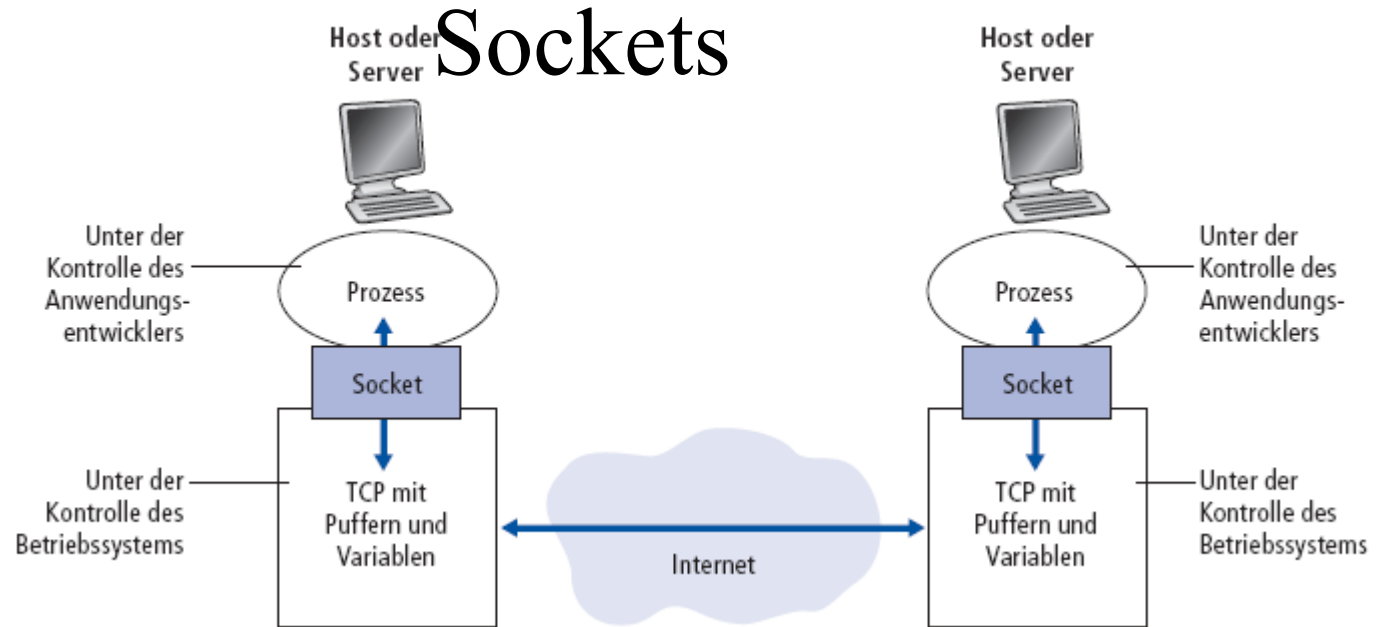 Sockets
Host oder
Server
Host oder
Server
Unter der
Kontrolle des
Anwendungs-
entwicklers
Prozess
Prozess
Unter der
Kontrolle des
Anwendungs-
entwicklers
Socket
Socket
Unter der
Kontrolle des
Betriebssystems
TCP mit
Puffern und
Variablen
Internet
TCP mit
Puffern und
Variablen
Unter der
Kontrolle des
Betriebssystems